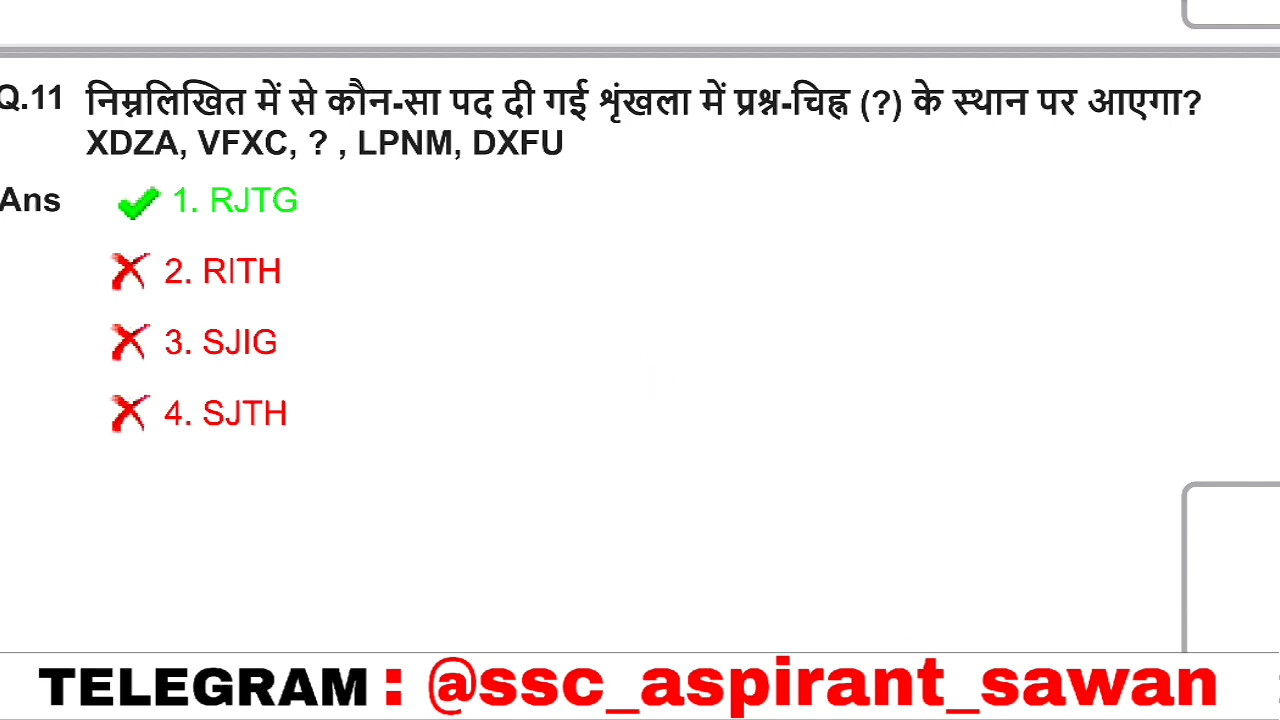 Q.11 निम्नलिखित में से कौन-सा पद दी गई शृंखला में प्रश्न-चिह्न (?) के स्थान पर आएगा?
XDZA, VFXC, ? , LPNM, DXFU
Ans 1. RJTG
2. RITH
3. SJIG
4. SJTH
TELEGRAM : @ssc_aspirant_sawan